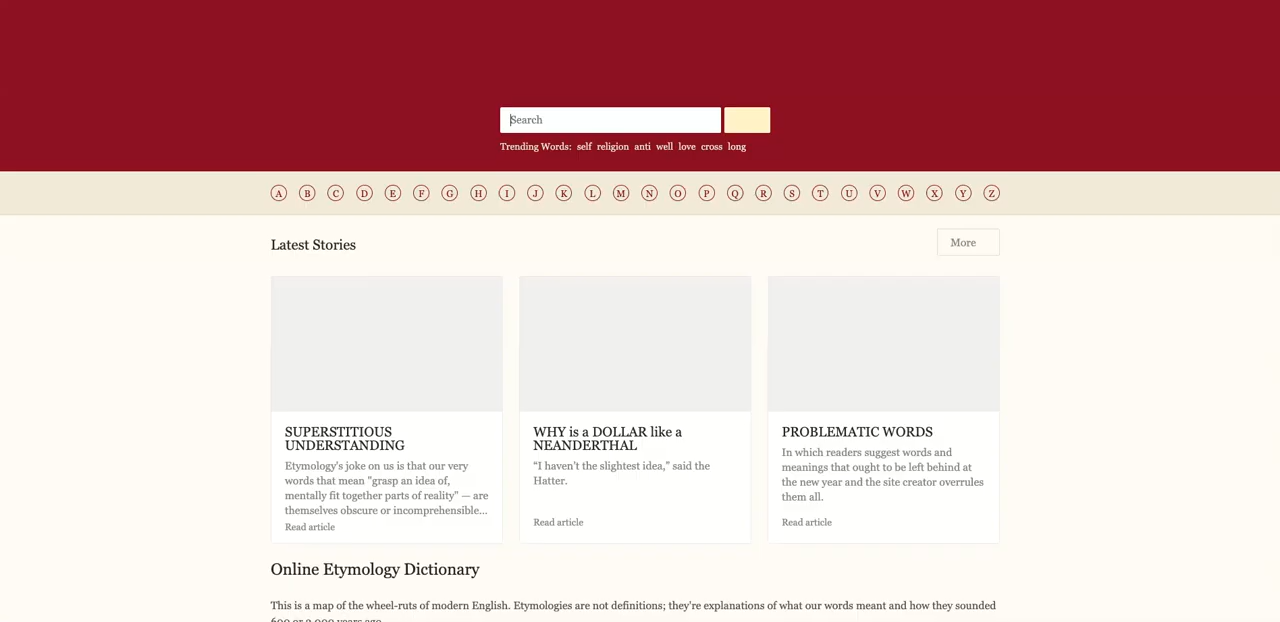 Search
Trending Words: self religion anti well love cross long
A B C D E F G H I J K L M N O P Q R S T U V W X Y Z
Latest Stories
More
SUPERSTITIOUS
UNDERSTANDING
Etymology's joke on us is that our very
words that mean "grasp an idea of,
mentally fit together parts of reality" — are
themselves obscure or incomprehensible...
Read article
WHY is a DOLLAR like a
NEANDERTHAL
“I haven't the slightest idea,” said the
Hatter.
Read article
PROBLEMATIC WORDS
In which readers suggest words and
meanings that ought to be left behind at
the new year and the site creator overrules
them all.
Read article
Online Etymology Dictionary
This is a map of the wheel-ruts of modern English. Etymologies are not definitions; they're explanations of what our words meant and how they sounded
600 or 2,000 years ago